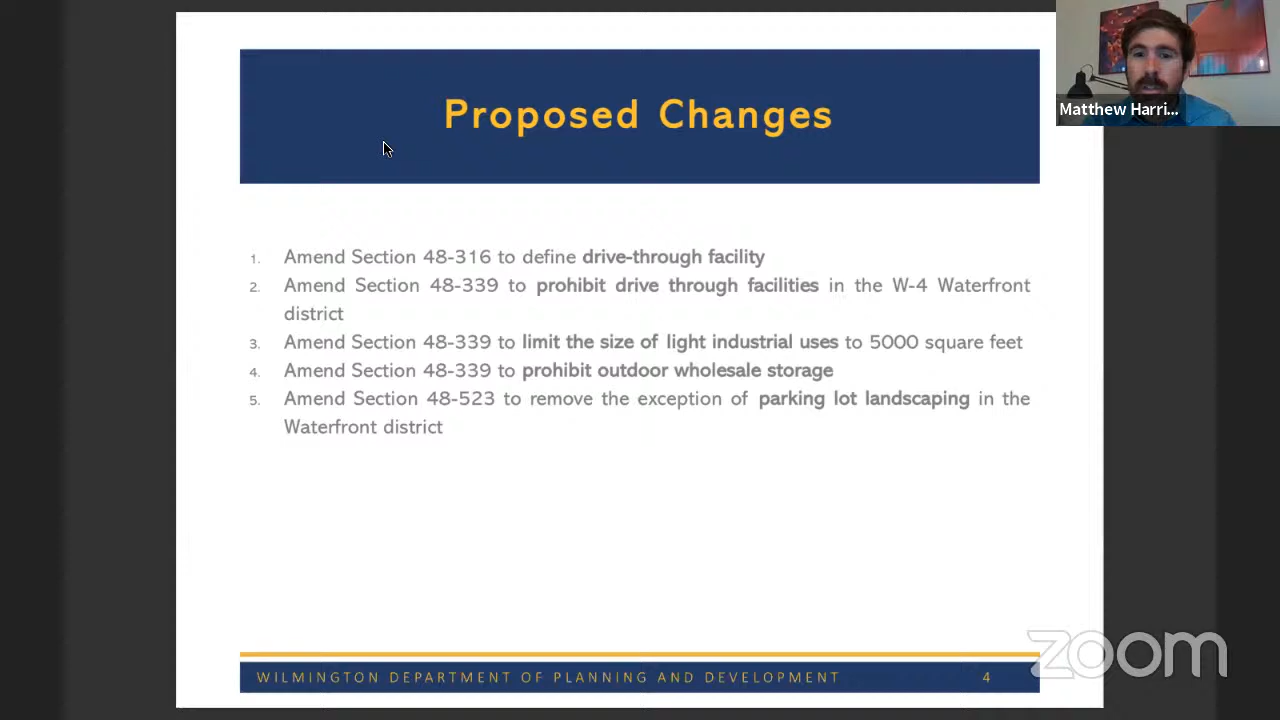 Proposed Changes
Matthew Harri...
1. Amend Section 48-316 to define drive-through facility
2. Amend Section 48-339 to prohibit drive through facilities in the W-4 Waterfront
district
3. Amend Section 48-339 to limit the size of light industrial uses to 5000 square feet
4. Amend Section 48-339 to prohibit outdoor wholesale storage
5. Amend Section 48-523 to remove the exception of parking lot landscaping in the
Waterfront district
zoom
WILMINGTON DEPARTMENT OF PLANNING AND DEVELOPMENT 4